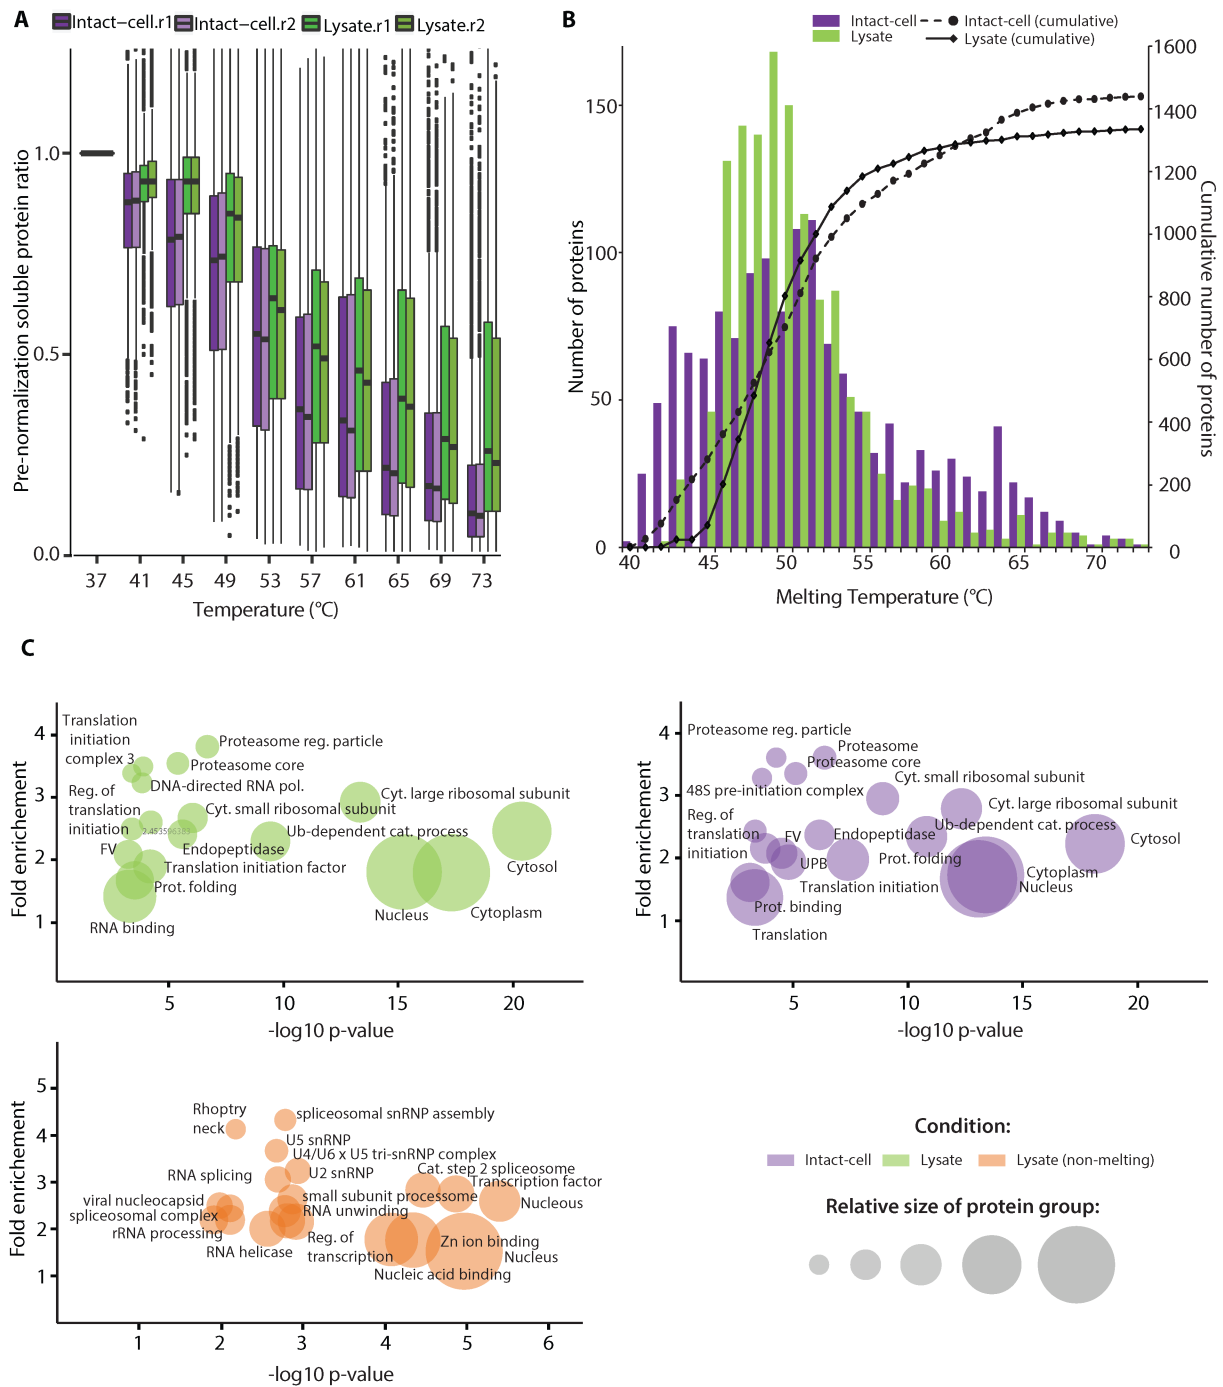 A
Intact−cell.r1 Intact−cell.r2 Lysate.r1 Lysate.r2
Pre-normalization soluble protein ratio
1.0
0.5
0.0
37 41 45 49 53 57 61 65 69 73
Temperature (°C)
B
Intact-cell Intact-cell (cumulative)
Lysate Lysate (cumulative)
Number of proteins
150
100
50
0
1600
1400
1200
1000
800
600
400
200
0
Cumulative number of proteins
40 45 50 55 60 65 70
Melting Temperature (°C)
C
Fold enrichement
4
3
2
1
Translation
initiation
complex 3
Proteasome reg. particle
Proteasome core
DNA-directed RNA pol.
Reg. of
translation
initiation
Cyt. small ribosomal subunit
Cyt. large ribosomal subunit
2.453596383
Ub-dependent cat. process
FV
Endopeptidase
Translation initiation factor
Cytosol
Prot. folding
Nucleus
Cytoplasm
RNA binding
5 10 15 20
-log10 p-value
Fold enrichement
4
3
2
1
Proteasome reg. particle
Proteasome
Proteasome core
Cyt. small ribosomal subunit
48S pre-initiation complex
Cyt. large ribosomal subunit
Reg. of
translation
initiation
Ub-dependent cat. process
FV
Endopeptidase
Cytosol
UPB
Prot. folding
Cytoplasm
Translation initiation
Nucleus
Prot. binding
Translation
5 10 15 20
-log10 p-value
Fold enrichement
5
4
3
2
1
Rhoptry
neck
spliceosomal snRNP assembly
U5 snRNP
U4/U6 x U5 tri-snRNP complex
RNA splicing
U2 snRNP
Cat. step 2 spliceosome
Transcription factor
viral nucleocapsid
small subunit processome
Nucleous
spliceosomal complex
RNA unwinding
rRNA processing
Reg. of
transcription
Zn ion binding
RNA helicase
Nucleus
Nucleic acid binding
1 2 3 4 5 6
-log10 p-value
Condition:
Intact-cell Lysate Lysate (non-melting)
Relative size of protein group: